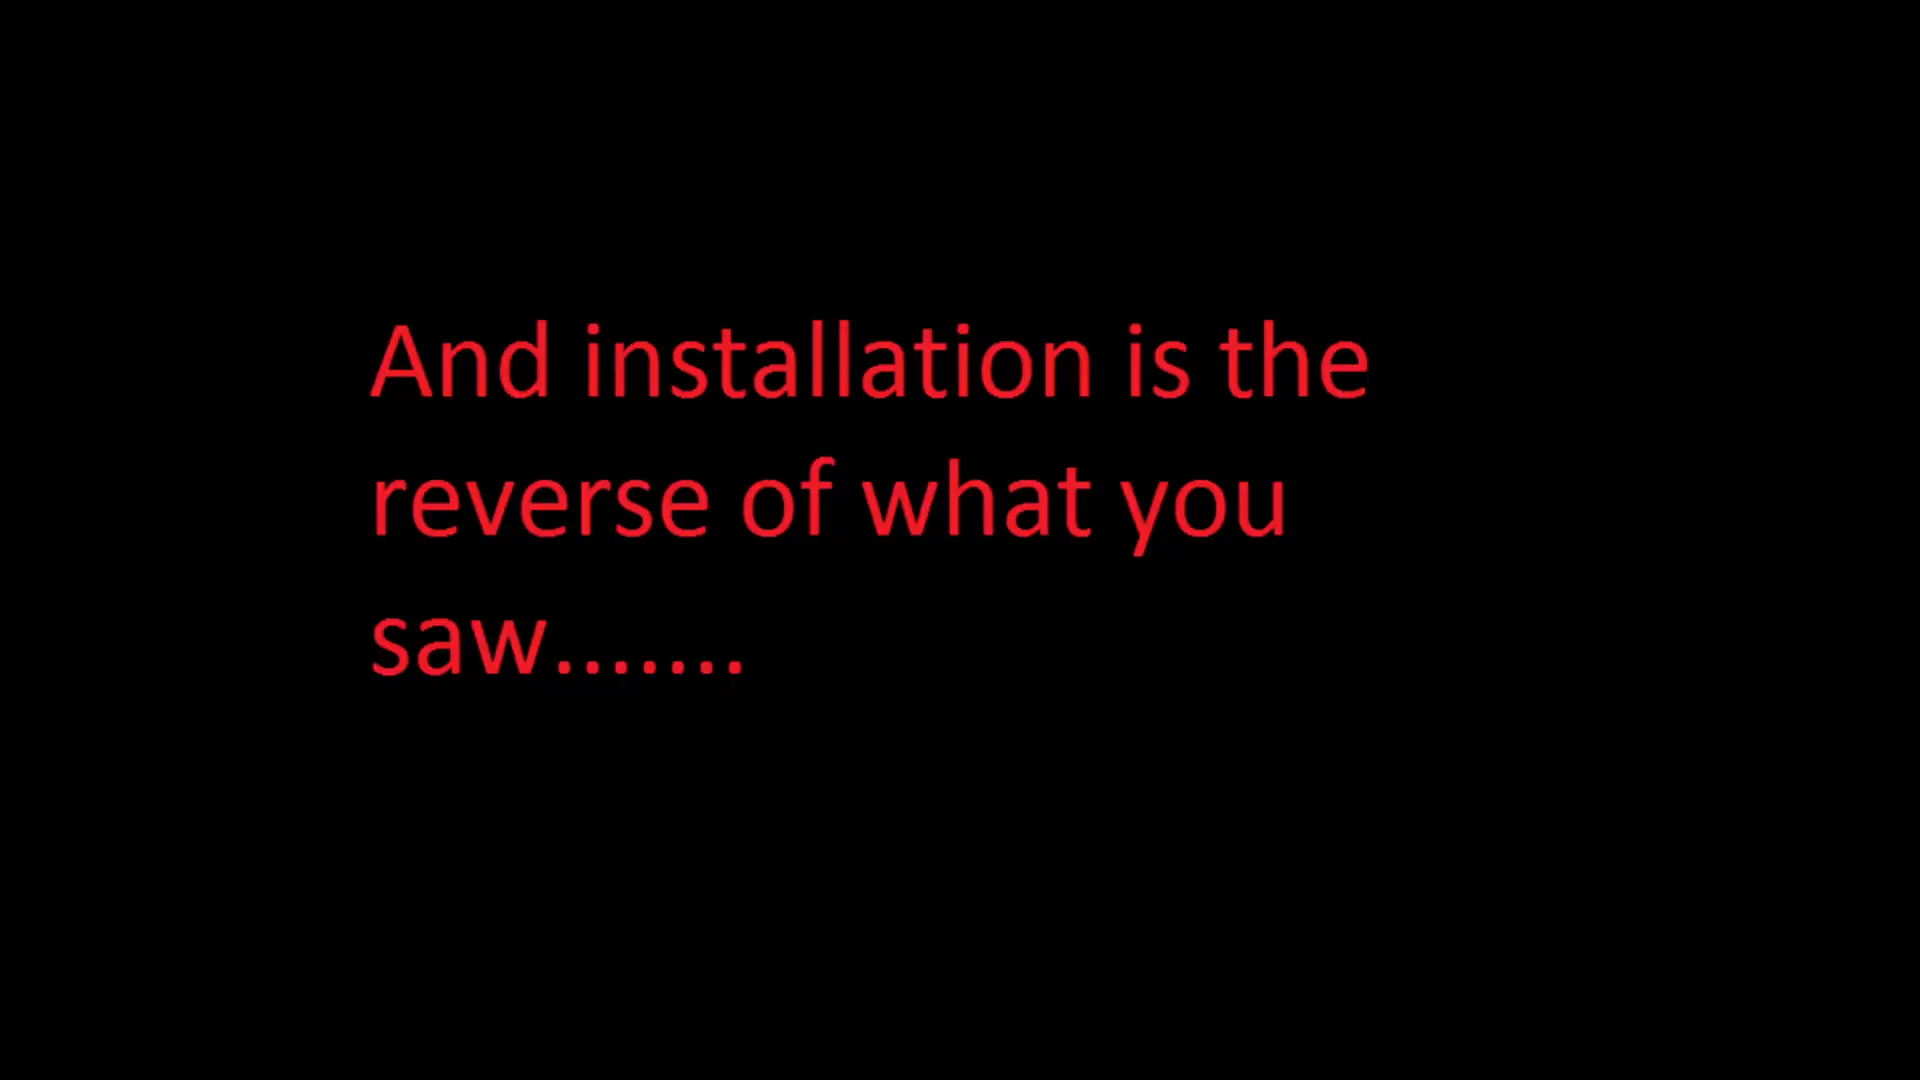 And installation is the
reverse of what you
saw.......